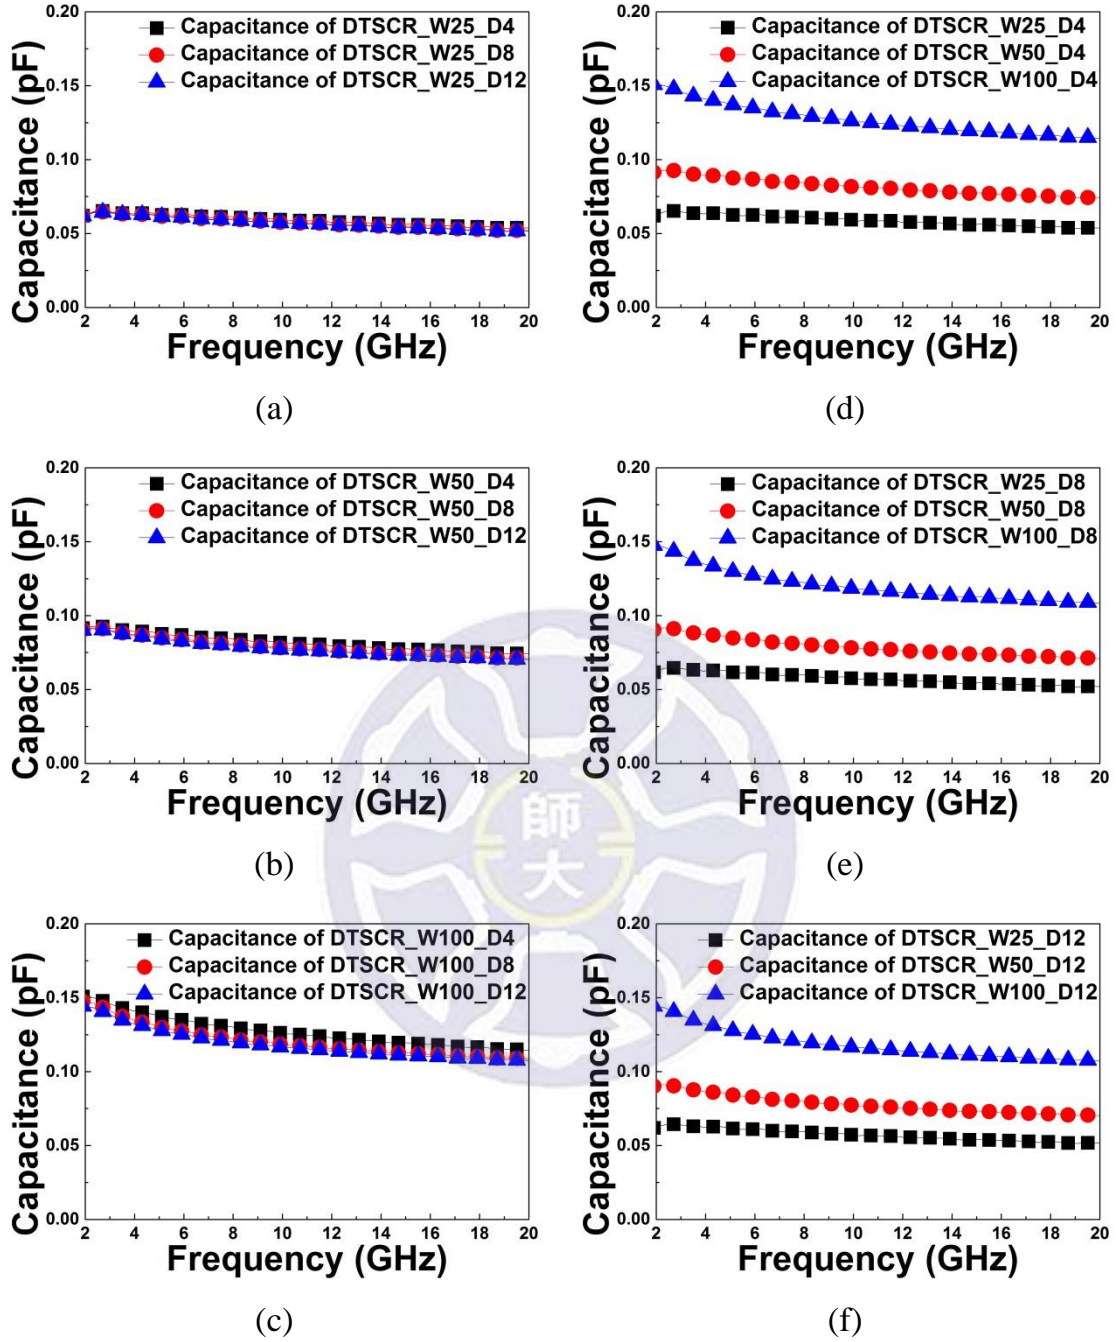 0.20
0.15
0.10
0.05
0.00
Capacitance (pF)
Capacitance of DTSCR_W25_D4
Capacitance of DTSCR_W25_D8
Capacitance of DTSCR_W25_D12
2 4 6 8 10 12 14 16 18 20
Frequency (GHz)
(a)
0.20
0.15
0.10
0.05
0.00
Capacitance (pF)
Capacitance of DTSCR_W25_D4
Capacitance of DTSCR_W50_D4
Capacitance of DTSCR_W100_D4
2 4 6 8 10 12 14 16 18 20
Frequency (GHz)
(d)
0.20
0.15
0.10
0.05
0.00
Capacitance (pF)
Capacitance of DTSCR_W50_D4
Capacitance of DTSCR_W50_D8
Capacitance of DTSCR_W50_D12
2 4 6 8 10 12 14 16 18 20
Frequency (GHz)
(b)
0.20
0.15
0.10
0.05
0.00
Capacitance (pF)
Capacitance of DTSCR_W25_D8
Capacitance of DTSCR_W50_D8
Capacitance of DTSCR_W100_D8
2 4 6 8 10 12 14 16 18 20
Frequency (GHz)
(e)
師
大
0.20
0.15
0.10
0.05
0.00
Capacitance (pF)
Capacitance of DTSCR_W100_D4
Capacitance of DTSCR_W100_D8
Capacitance of DTSCR_W100_D12
2 4 6 8 10 12 14 16 18 20
Frequency (GHz)
(c)
0.20
0.15
0.10
0.05
0.00
Capacitance (pF)
Capacitance of DTSCR_W25_D12
Capacitance of DTSCR_W50_D12
Capacitance of DTSCR_W100_D12
2 4 6 8 10 12 14 16 18 20
Frequency (GHz)
(f)